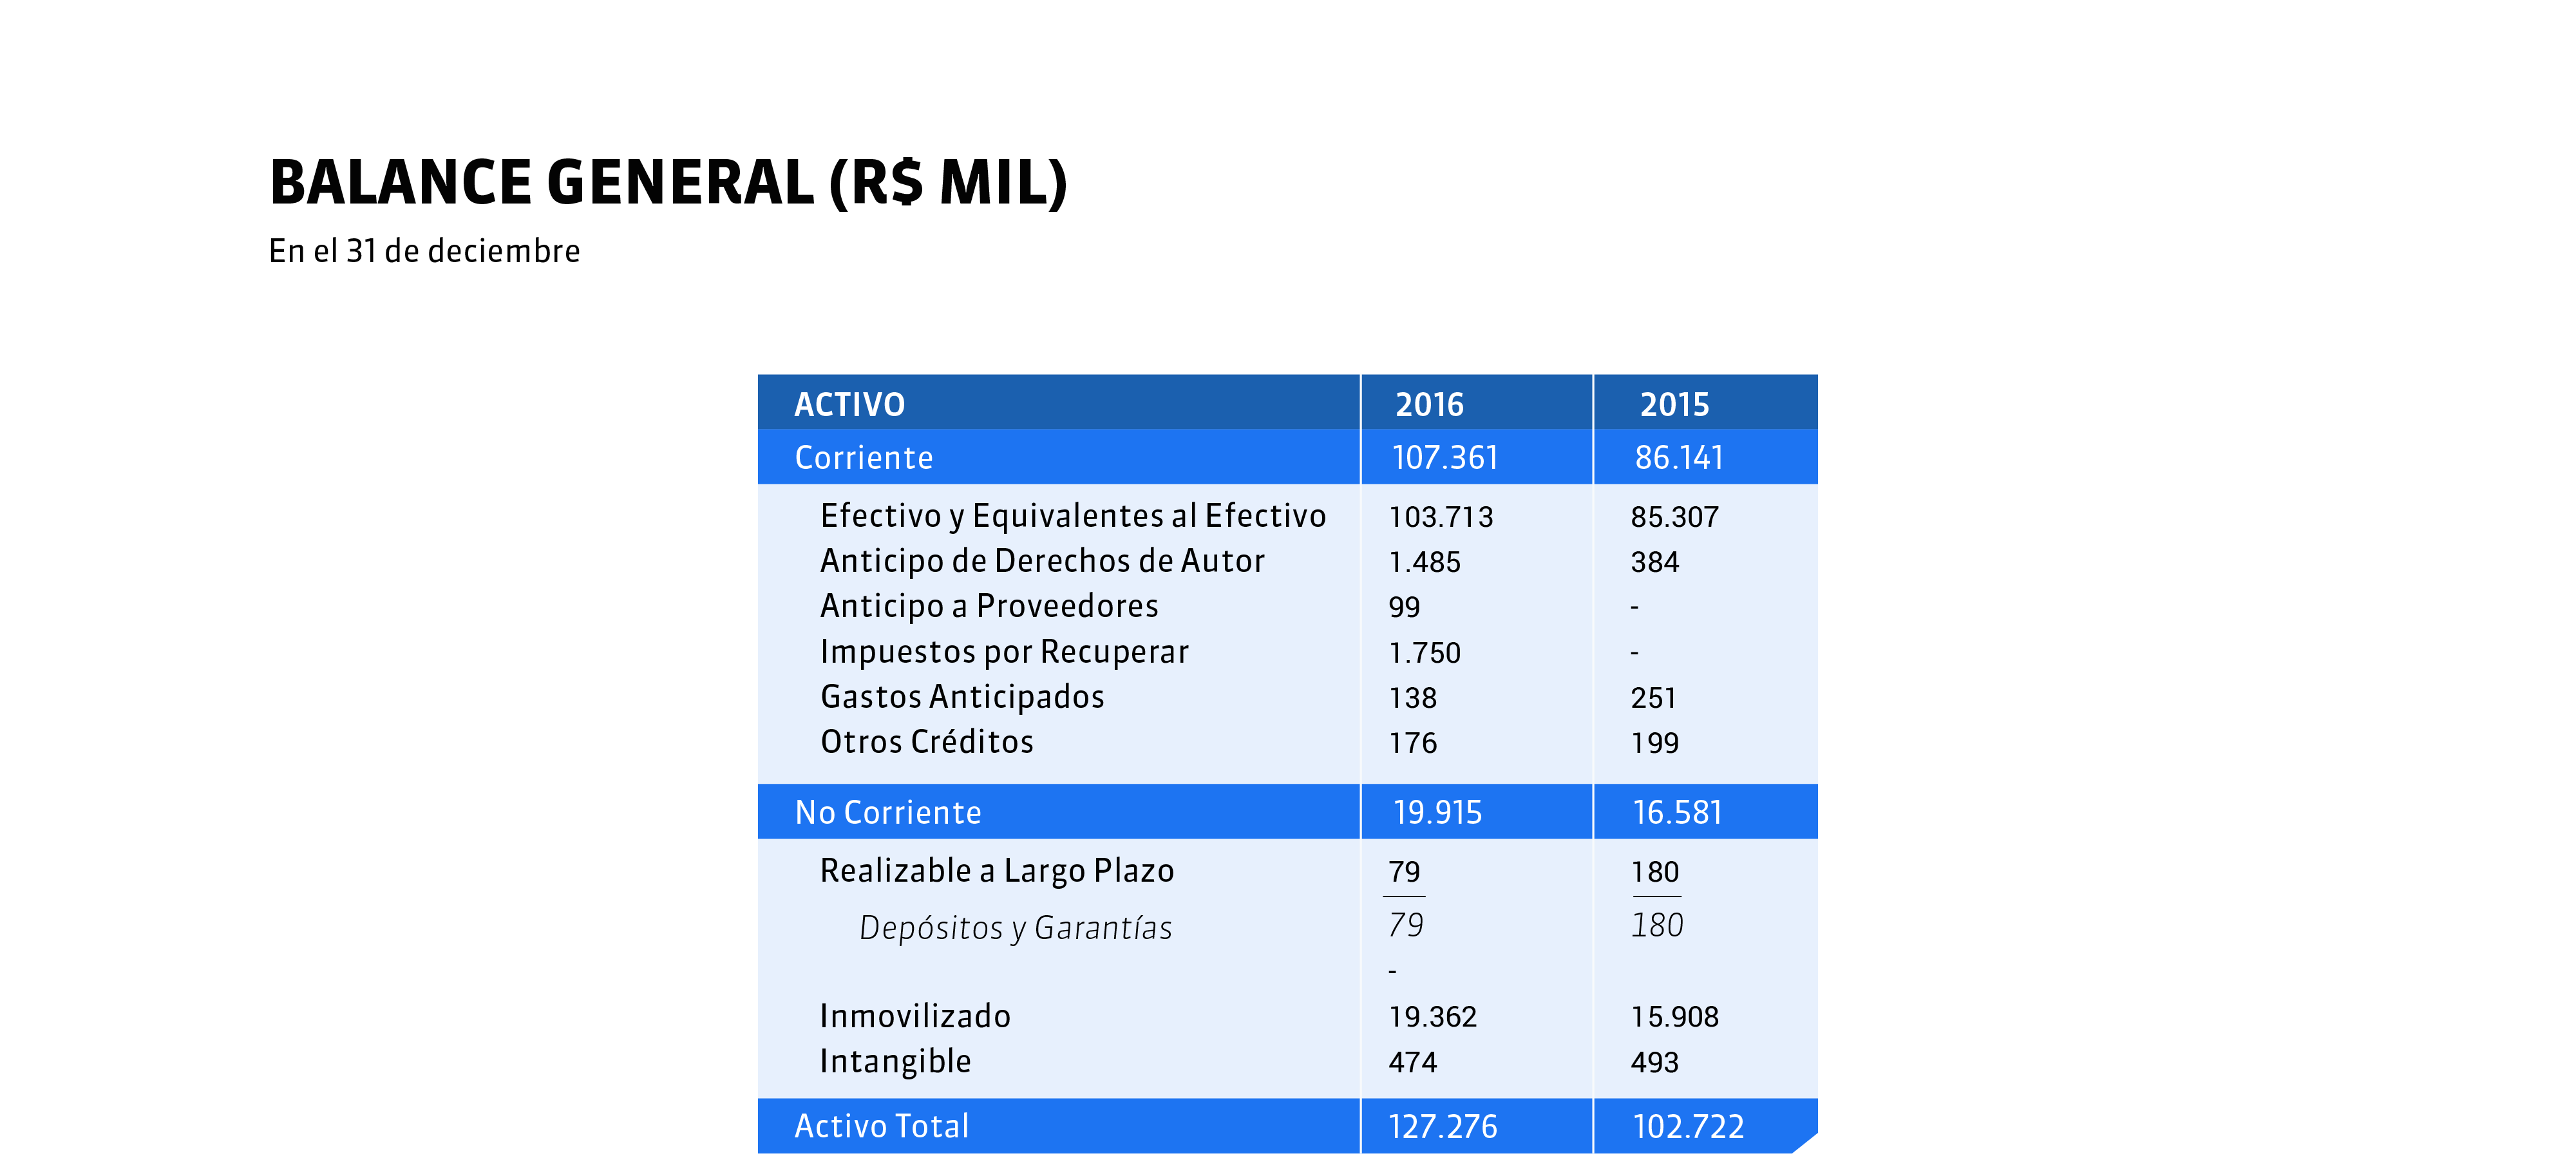 BALANCE GENERAL (R$ MIL)
En el 31 de deciembre
ACTIVO 2016 2015
Corriente 107.361 86.141
Efectivo y Equivalentes al Efectivo 103.713 85.307
Anticipo de Derechos de Autor 1.485 384
Anticipo a Proveedores 99 -
Impuestos por Recuperar 1.750 -
Gastos Anticipados 138 251
Otros Créditos 176 199
No Corriente 19.915 16.581
Realizable a Largo Plazo 79 180
Depósitos y Garantías 79 180
-
Inmovilizado 19.362 15.908
Intangible 474 493
Activo Total 127.276 102.722